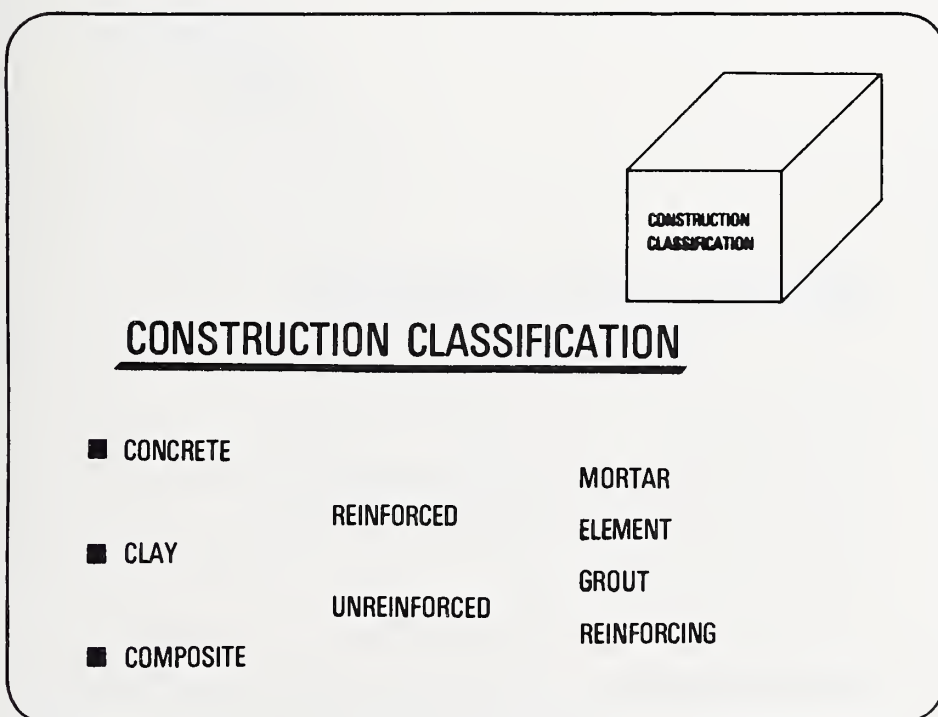 CONSTRUCTION
CLASSIFICATION
CONSTRUCTION CLASSIFICATION
■ CONCRETE
■ CLAY
■ COMPOSITE
REINFORCED
UNREINFORCED
MORTAR
ELEMENT
GROUT
REINFORCING